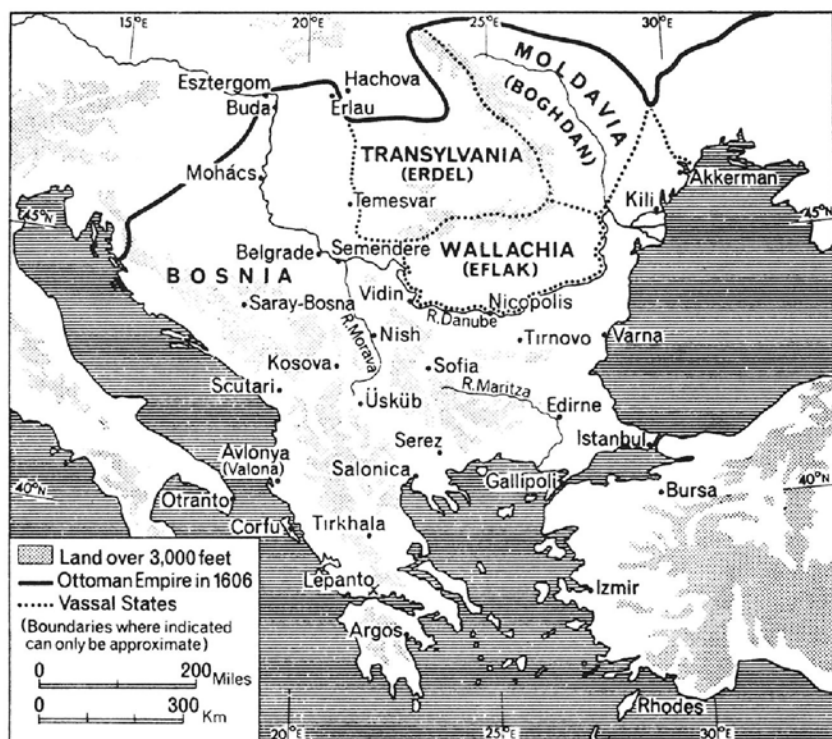 15°E
20°E
25°E
30°E
MOLDAVIA
(BOGHDAN)
Esztergom
Hachova
Buda
Erlau
TRANSYLVANIA
(ERDEL)
Mohács
Akkerman
Temesvar
Kili
45°N
45°N
Belgrade
Semendere
WALLACHIA
(EFLAK)
BOSNIA
Vidin
Nicopolis
Saray-Bosna
R.Danube
R.Morava
Nish
Tırnovo
Varna
Kosova
Sofia
Scutari
R.Maritza
Üsküb
Edirne
Serez
Istanbul
Avlonya
(Valona)
Salonica
Gallipoli
Bursa
40°N
40°N
Otranto
Corfu
Tırkhala
Land over 3,000 feet
Ottoman Empire in 1606
Vassal States
(Boundaries where indicated
can only be approximate)
0 200 Miles
0 300 Km
Lepanto
Izmir
Argos
Rhodes
20°E
25°E
30°E